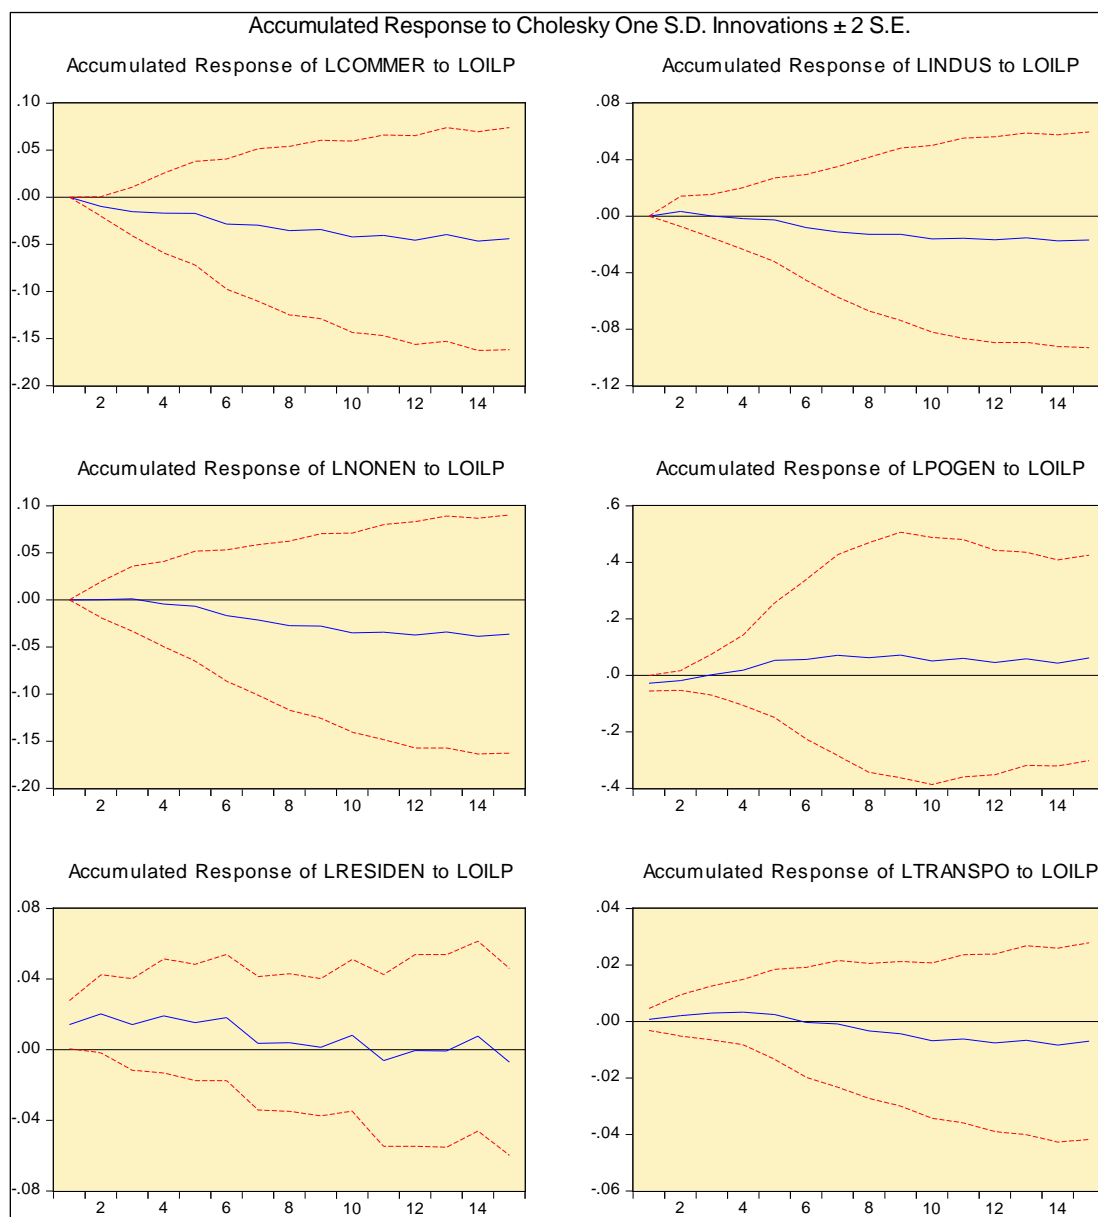 Accumulated Response to Cholesky One S.D. Innovations ± 2 S.E.
Accumulated Response of LCOMMER to LOILP
.10
.05
.00
-.05
-.10
-.15
-.20
2 4 6 8 10 12 14
Accumulated Response of LINDUS to LOILP
.08
.04
.00
-.04
-.08
-.12
2 4 6 8 10 12 14
Accumulated Response of LNONEN to LOILP
.10
.05
.00
-.05
-.10
-.15
-.20
2 4 6 8 10 12 14
Accumulated Response of LPOGEN to LOILP
.6
.4
.2
.0
-.2
-.4
2 4 6 8 10 12 14
Accumulated Response of LRESIDEN to LOILP
.08
.04
.00
-.04
-.08
2 4 6 8 10 12 14
Accumulated Response of LTRANSPO to LOILP
.04
.02
.00
-.02
-.04
-.06
2 4 6 8 10 12 14